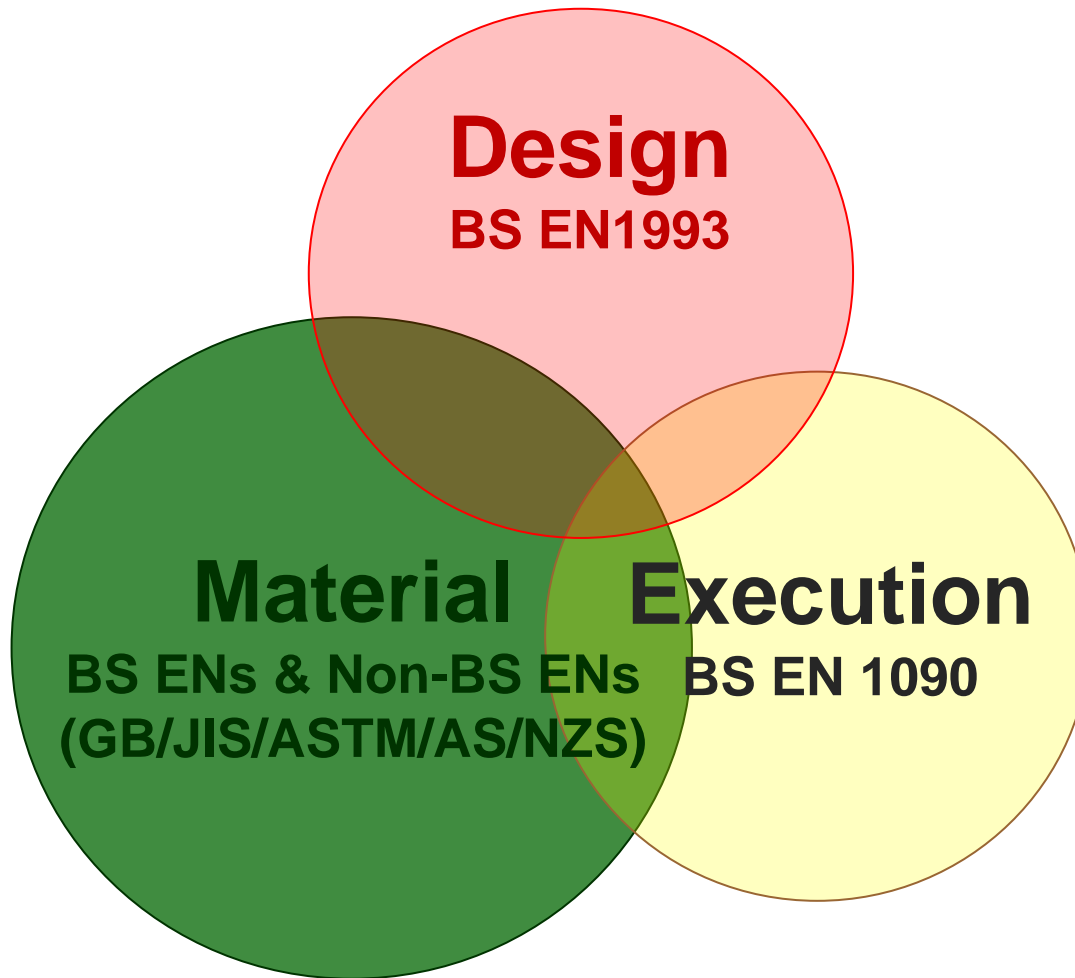 Design
BS EN1993
Material
BS ENs & Non-BS ENs
(GB/JIS/ASTM/AS/NZS)
Execution
BS EN 1090